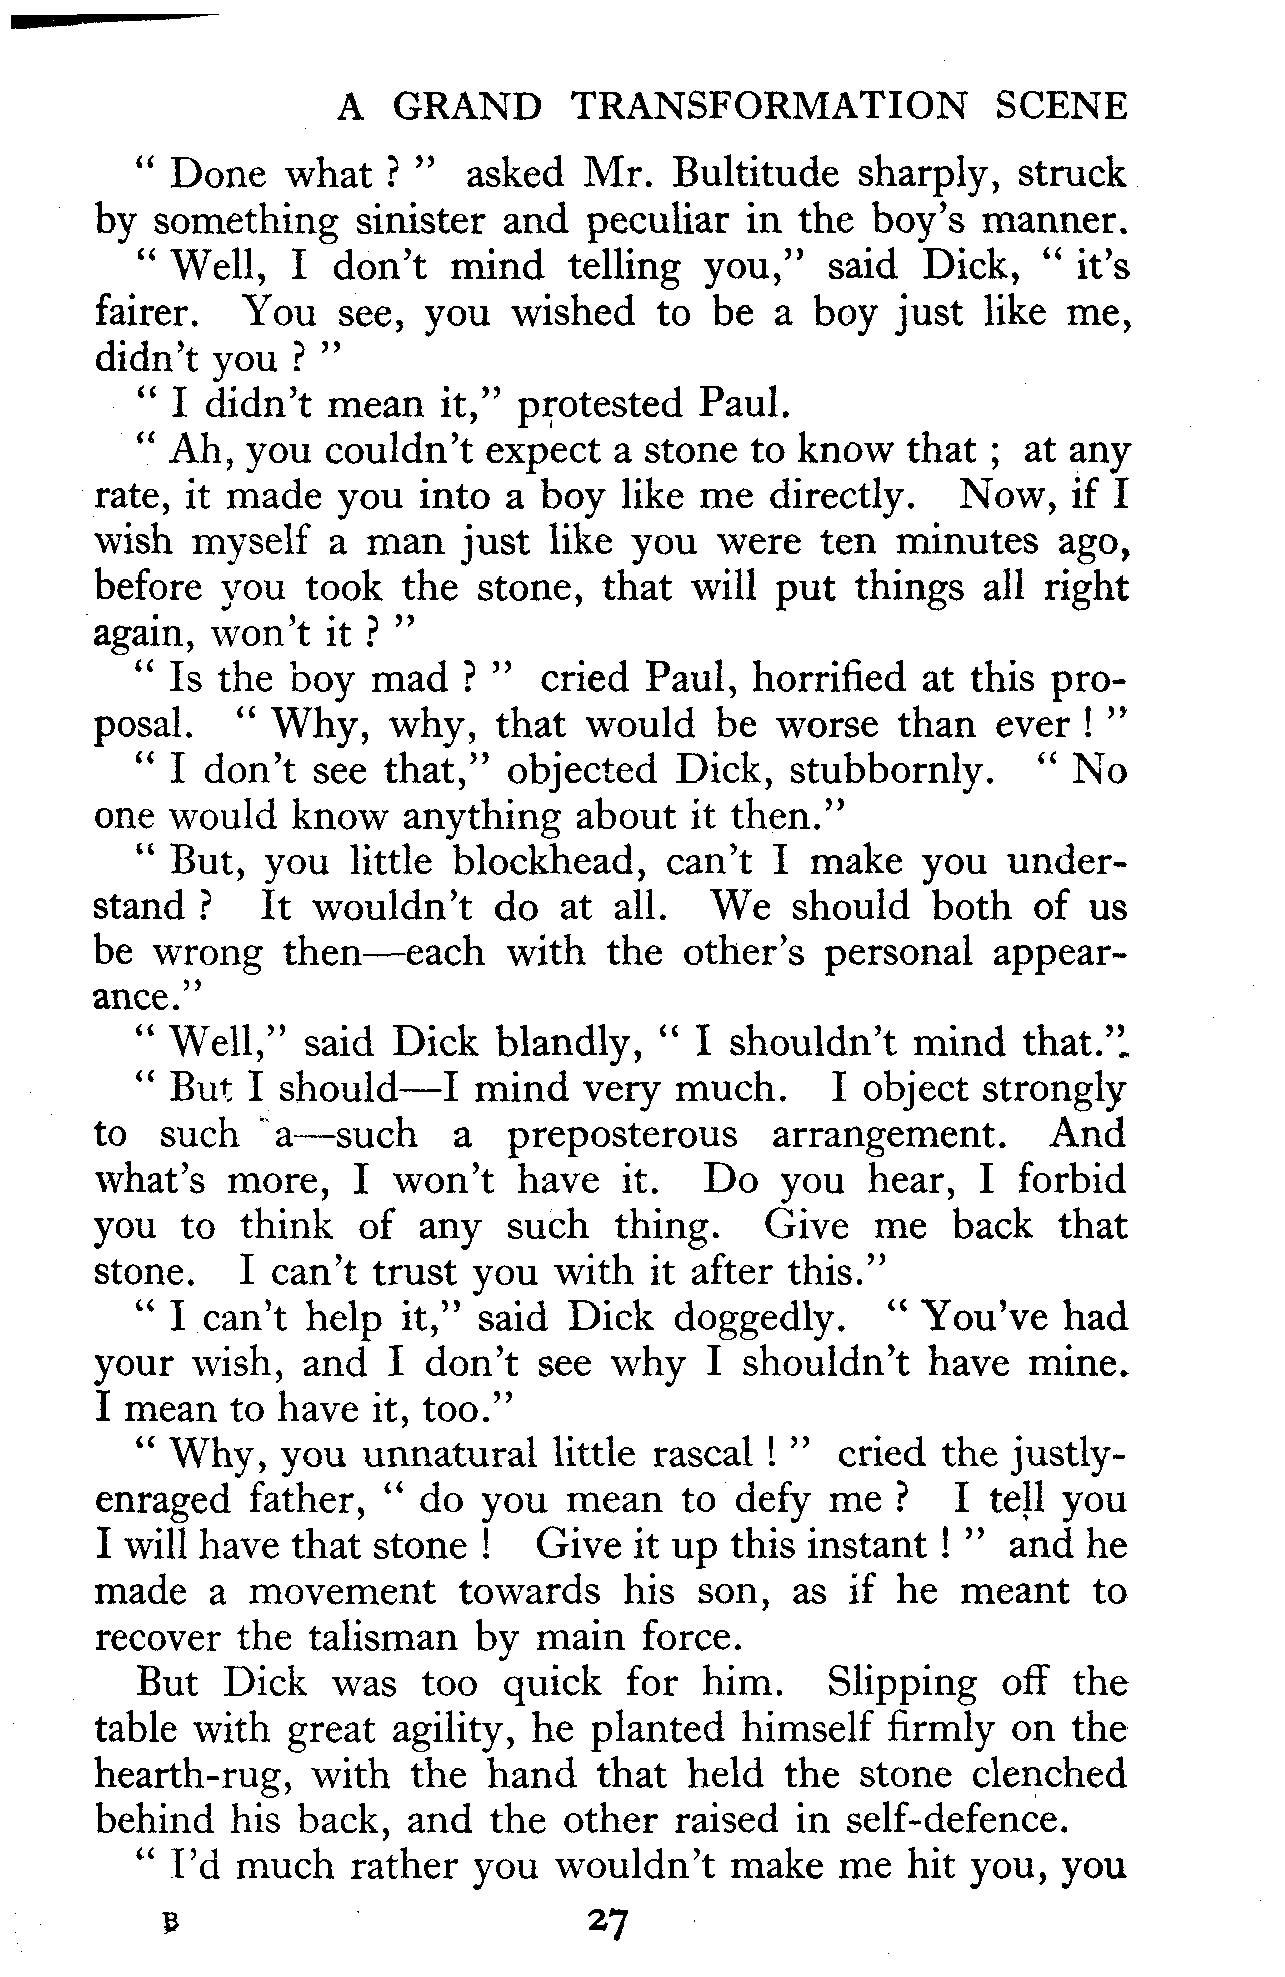 A GRAND TRANSFORMATION SCENE
“ Done what ? ” asked Mr. Bultitude sharply, struck
by something sinister and peculiar in the boy's manner.
“ Well, I don't mind telling you,” said Dick, “ it's
fairer. You see, you wished to be a boy just like me,
didn't you ? ”
“ I didn't mean it,” protested Paul.
“ Ah, you couldn't expect a stone to know that ; at any
rate, it made you into a boy like me directly. Now, if I
wish myself a man just like you were ten minutes ago,
before you took the stone, that will put things all right
again, won't it ? ”
“ Is the boy mad ? ” cried Paul, horrified at this pro-
posal. “ Why, why, that would be worse than ever ! ”
“ I don't see that,” objected Dick, stubbornly. “ No
one would know anything about it then.”
“ But, you little blockhead, can't I make you under-
stand ? It wouldn't do at all. We should both of us
be wrong then—each with the other's personal appear-
ance.”
“ Well,” said Dick blandly, “ I shouldn't mind that.”
“ But I should—I mind very much. I object strongly
to such a—such a preposterous arrangement. And
what's more, I won't have it. Do you hear, I forbid
you to think of any such thing. Give me back that
stone. I can't trust you with it after this.”
“ I can't help it,” said Dick doggedly. “ You've had
your wish, and I don't see why I shouldn't have mine.
I mean to have it, too.”
“ Why, you unnatural little rascal ! ” cried the justly-
enraged father, “ do you mean to defy me ? I tell you
I will have that stone ! Give it up this instant ! ” and he
made a movement towards his son, as if he meant to
recover the talisman by main force.
But Dick was too quick for him. Slipping off the
table with great agility, he planted himself firmly on the
hearth-rug, with the hand that held the stone clenched
behind his back, and the other raised in self-defence.
“ I'd much rather you wouldn't make me hit you, you
B 27